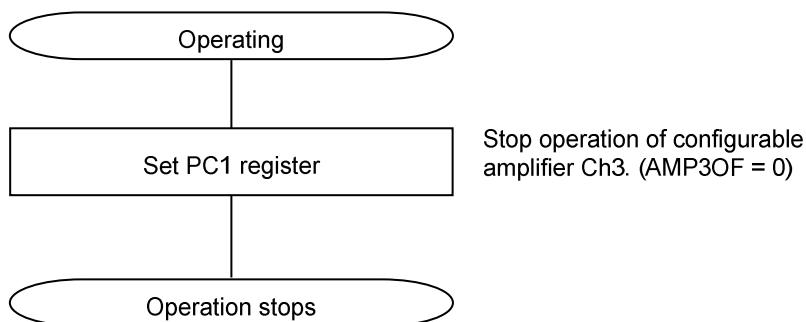 Operating
Set PC1 register
Stop operation of configurable
amplifier Ch3. (AMP3OF = 0)
Operation stops